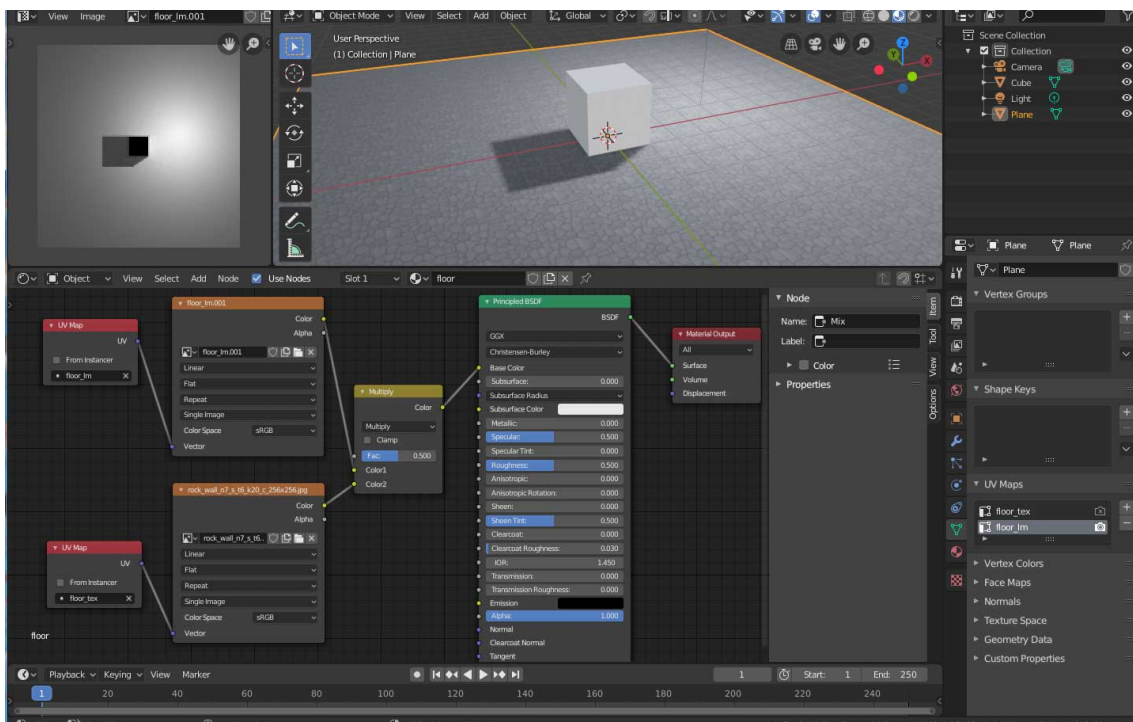 View Image floor_lm.001
Object Mode View Select Add Object Global
User Perspective
(1) Collection | Plane
Z
Y
X
Scene Collection
Collection
Camera
Cube
Light
Plane
Object View Select Add Node Use Nodes Slot 1 floor
UV Map
UV
From Instancer
floor_lm
floor_lm.001
Color
Alpha
floor_lm.001
Linear
Flat
Repeat
Single Image
Color Space sRGB
Vector
UV Map
UV
From Instancer
floor_tex
rock_wall_n7_s_t6_k20_c_256x256.jpg
Color
Alpha
rock_wall_n7_s_t6..
Linear
Flat
Repeat
Single Image
Color Space sRGB
Vector
Multiply
Color
Multiply
Clamp
Fac: 0.500
Color1
Color2
Principled BSDF
BSDF
GGX
Christensen-Burley
Base Color
Subsurface: 0.000
Subsurface Radius
Subsurface Color
Metallic: 0.000
Specular: 0.500
Specular Tint: 0.000
Roughness: 0.500
Anisotropic: 0.000
Anisotropic Rotation: 0.000
Sheen: 0.000
Sheen Tint: 0.500
Clearcoat: 0.000
Clearcoat Roughness: 0.030
IOR: 1.450
Transmission: 0.000
Transmission Roughness: 0.000
Emission
Alpha: 1.000
Normal
Clearcoat Normal
Tangent
Material Output
All
Surface
Volume
Displacement
floor
Node
Name: Mix
Label:
Color
Properties
Item
Tool
View
Options
Plane Plane
Plane
Vertex Groups
Shape Keys
UV Maps
floor_tex
floor_lm
Vertex Colors
Face Maps
Normals
Texture Space
Geometry Data
Custom Properties
Playback Keying View Marker 1 Start: 1 End: 250
1 20 40 60 80 100 120 140 160 180 200 220 240